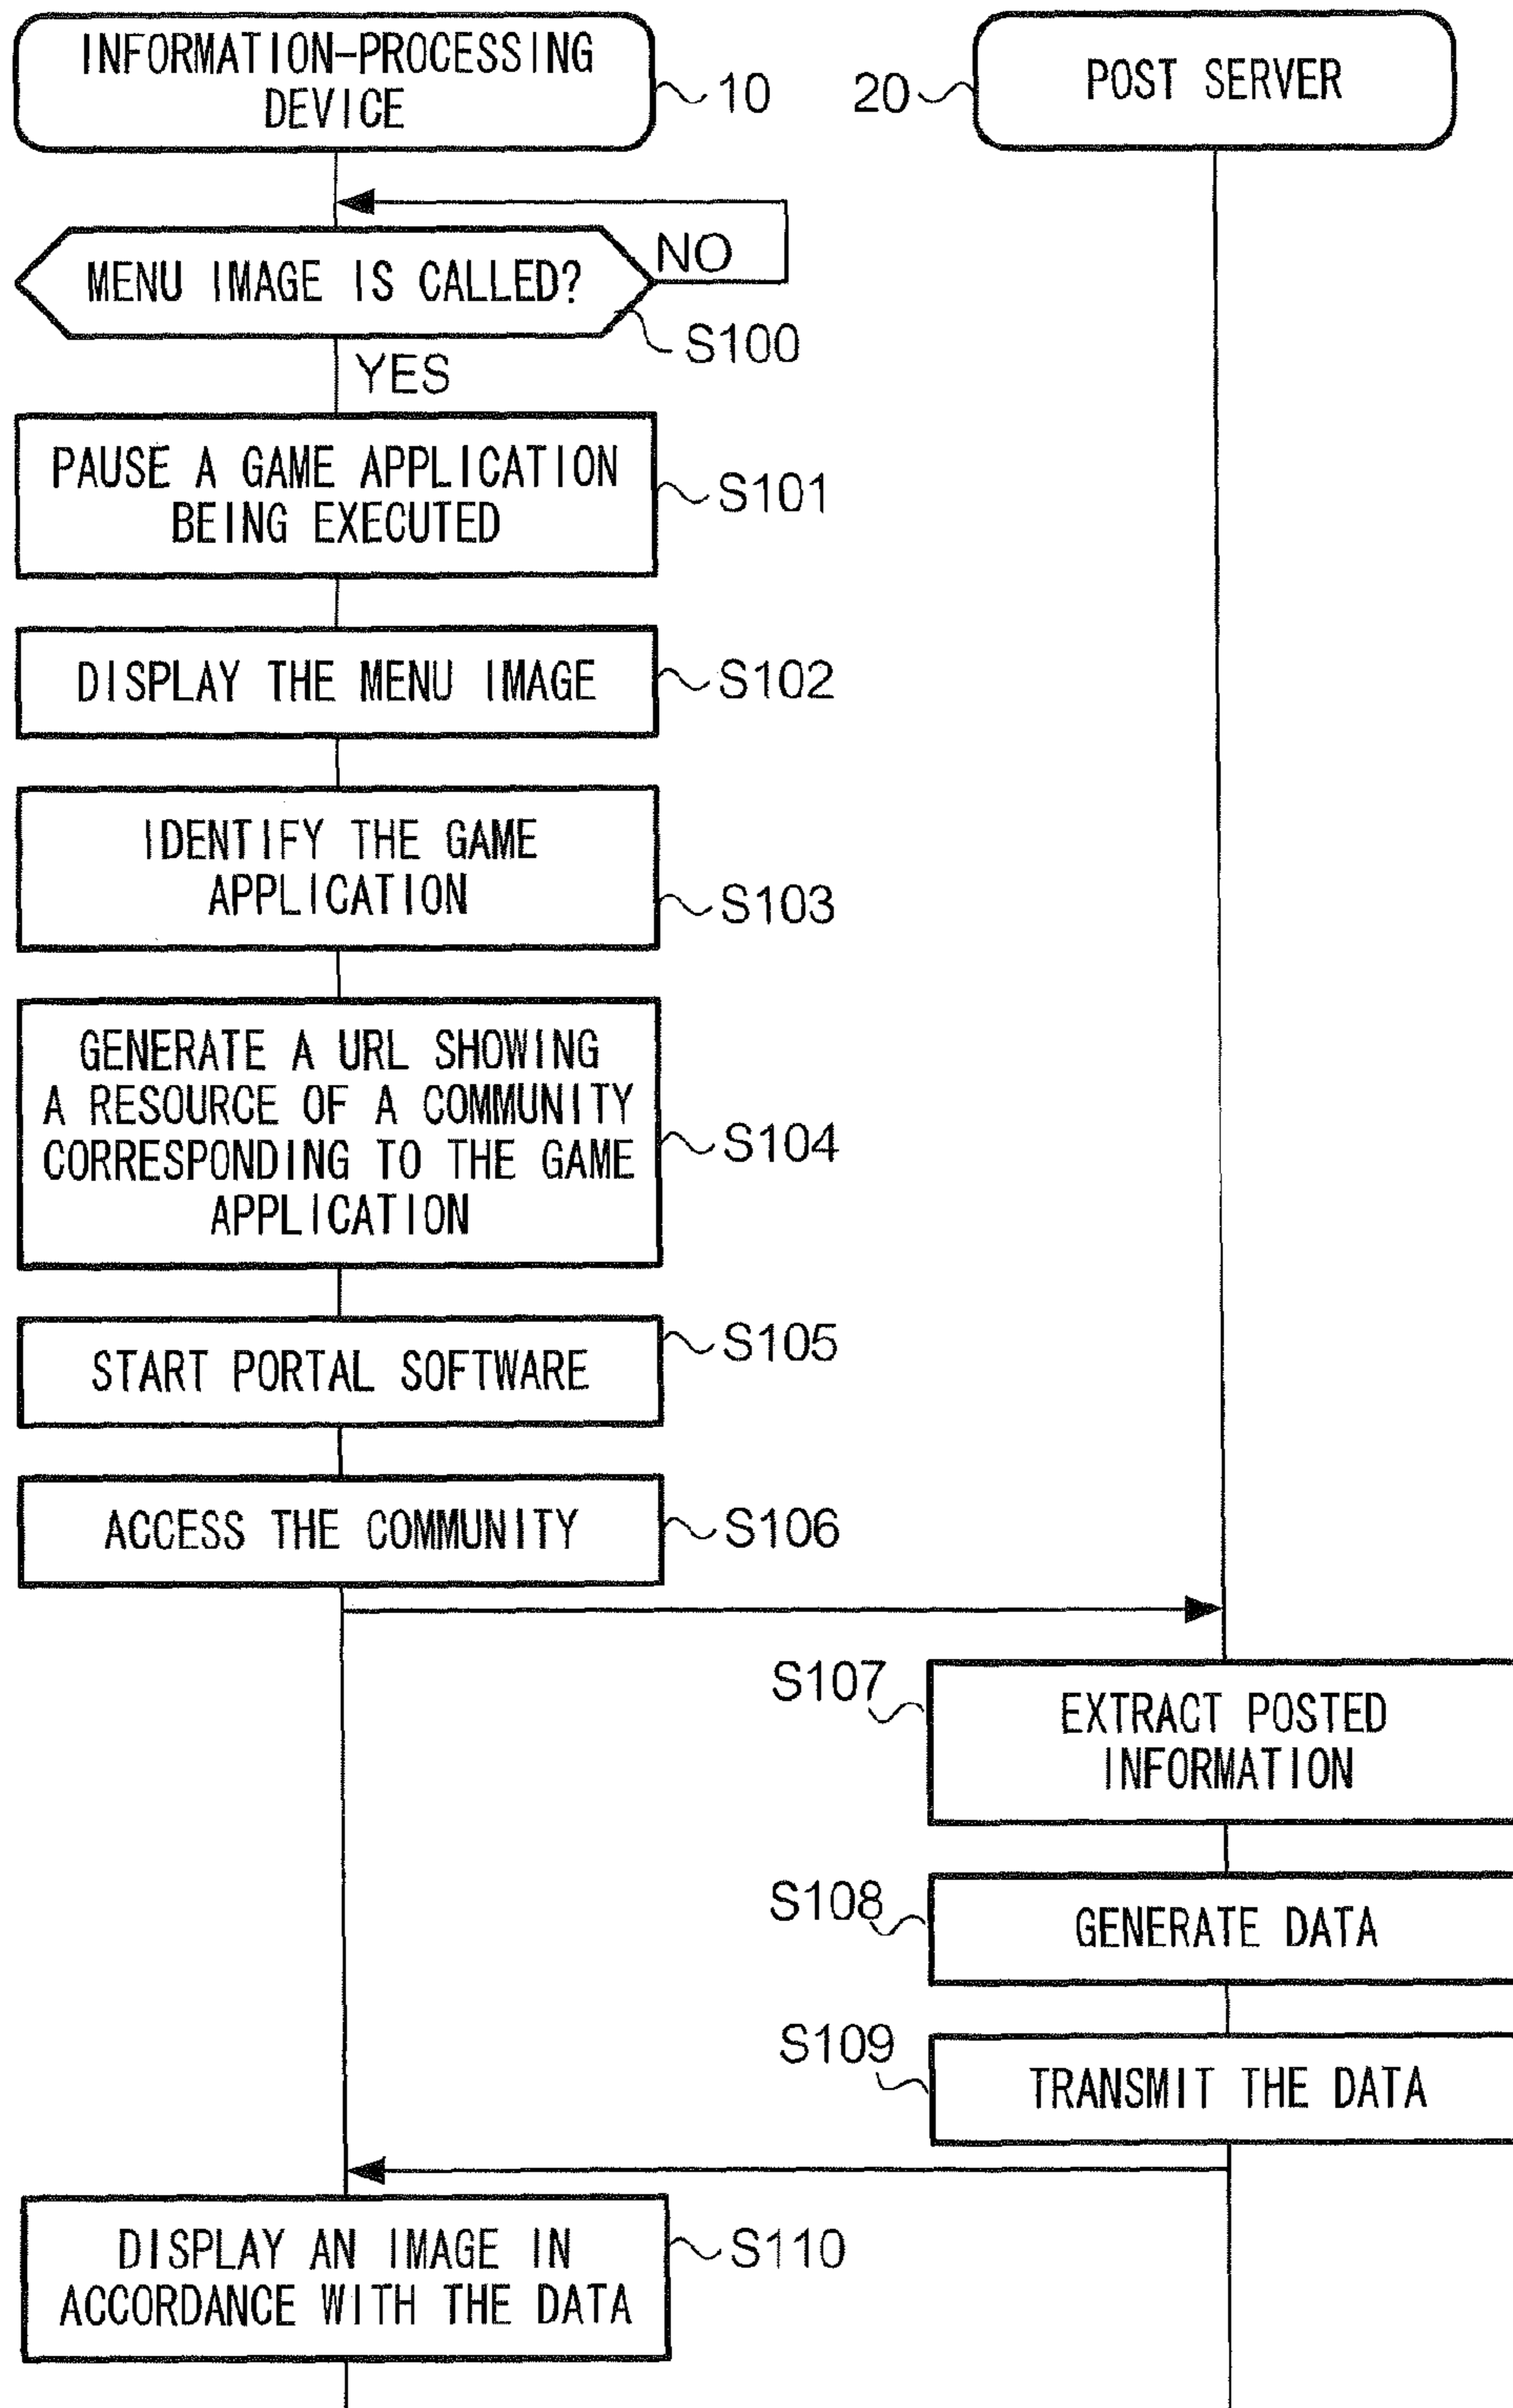 INFORMATION-PROCESSING
DEVICE
10
20
POST SERVER
NO
MENU IMAGE IS CALLED?
S100
YES
PAUSE A GAME APPLICATION
BEING EXECUTED
S101
DISPLAY THE MENU IMAGE
S102
IDENTIFY THE GAME
APPLICATION
S103
GENERATE A URL SHOWING
A RESOURCE OF A COMMUNITY
CORRESPONDING TO THE GAME
APPLICATION
S104
START PORTAL SOFTWARE
S105
ACCESS THE COMMUNITY
S106
S107
EXTRACT POSTED
INFORMATION
S108
GENERATE DATA
S109
TRANSMIT THE DATA
DISPLAY AN IMAGE IN
ACCORDANCE WITH THE DATA
S110